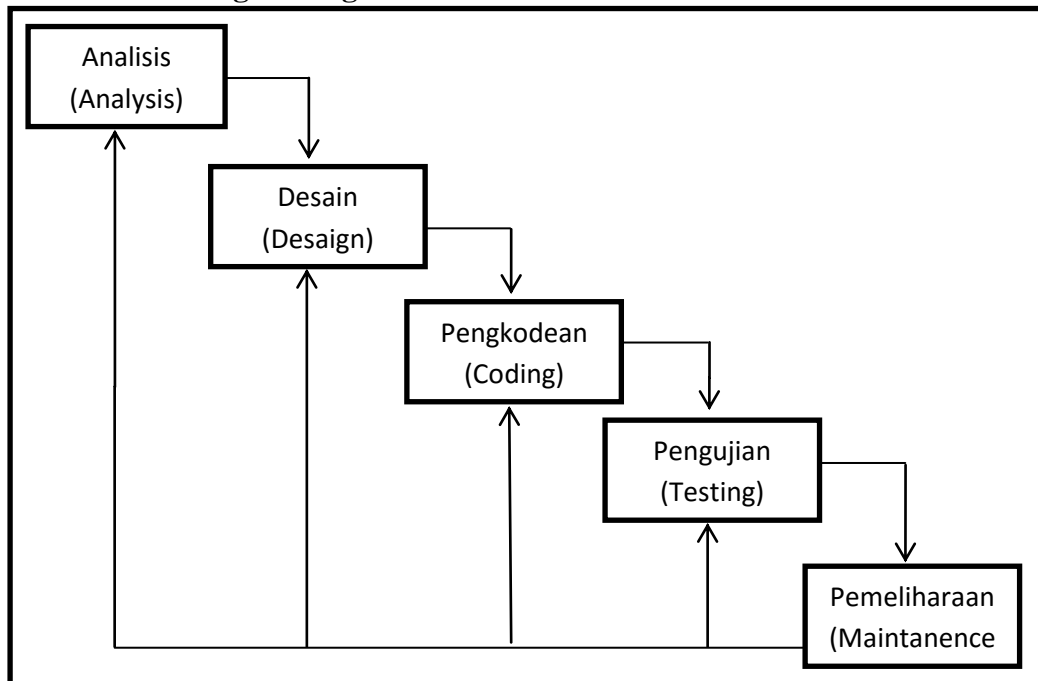 Analisis
(Analysis)
Desain
(Desaign)
Pengkodean
(Coding)
Pengujian
(Testing)
Pemeliharaan
(Maintanence